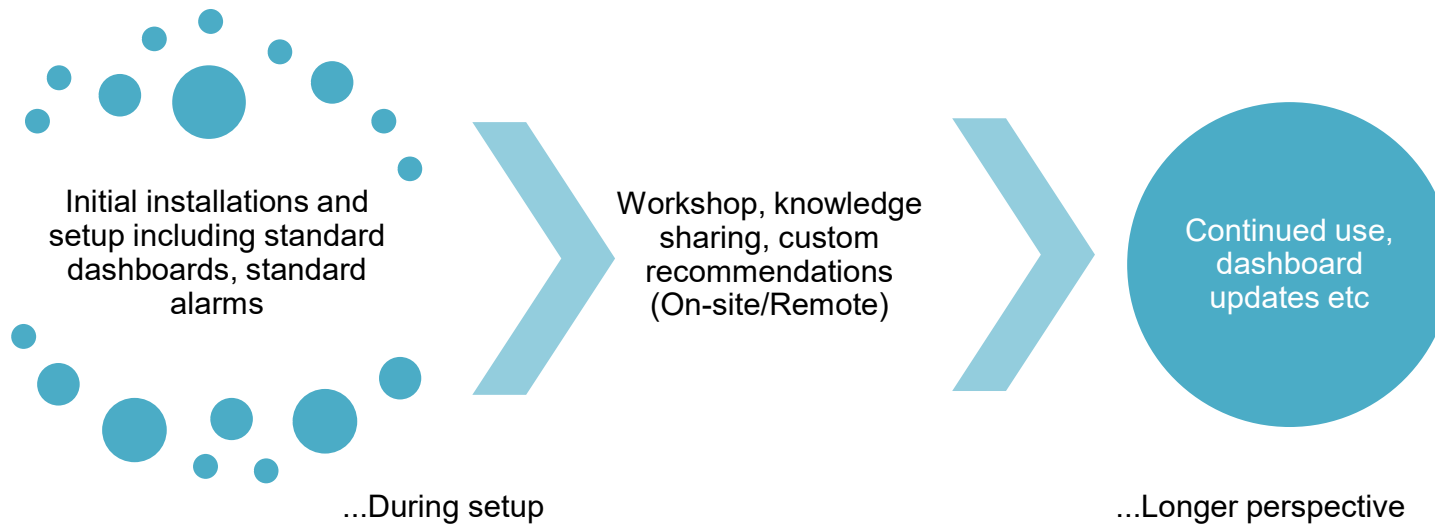 Initial installations and
setup including standard
dashboards, standard
alarms
Workshop, knowledge
sharing, custom
recommendations
(On-site/Remote)
Continued use,
dashboard
updates etc
...During setup
...Longer perspective